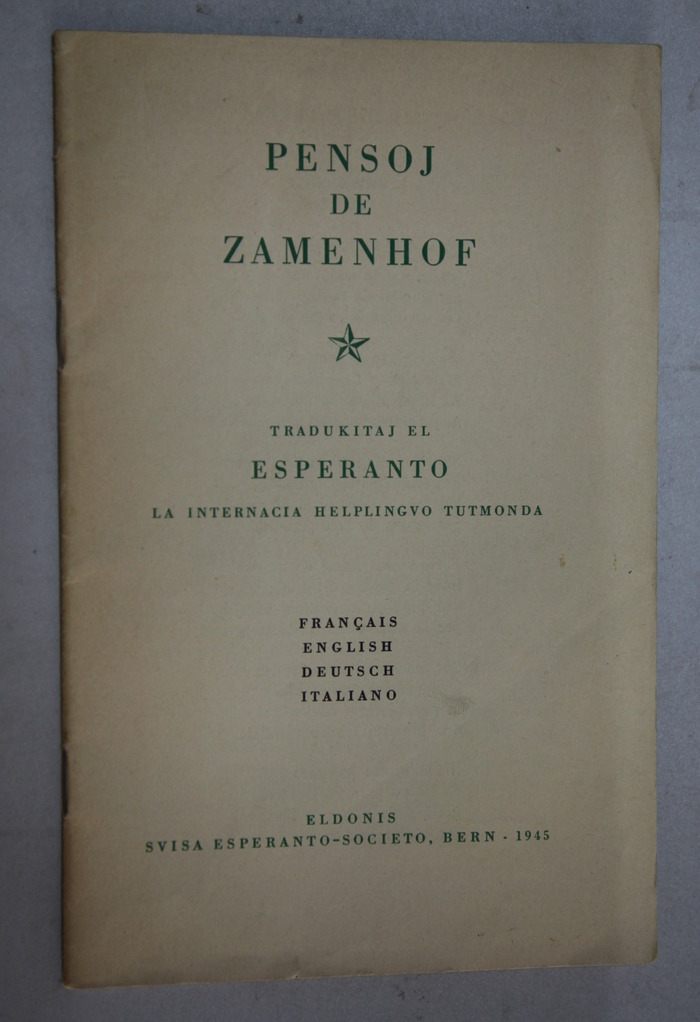 PENSOJ
DE
ZAMENHOF
TRADUKITAJ EL
ESPERANTO
LA INTERNACIA HELPLINGVO TUTMONDA
FRANÇAIS
ENGLISH
DEUTSCH
ITALIANO
ELDONIS
SVISA ESPERANTO-SOCIETO, BERN - 1945